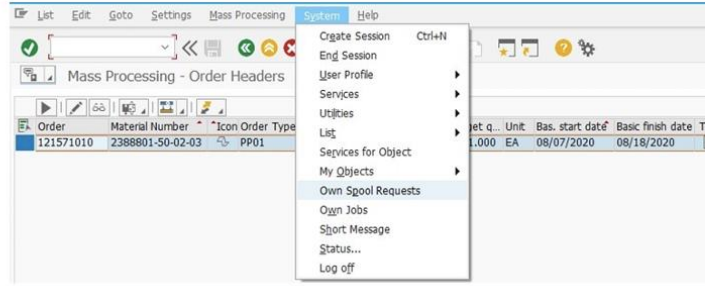 List Edit Goto Settings Mass Processing System Help
Create Session Ctrl+N
End Session
User Profile
Services
Utilities
List
Services for Object
My Objects
Own Spool Requests
Own Jobs
Short Message
Status...
Log off
Mass Processing - Order Headers
Order Material Number Icon Order Type get q... Unit Bas. start date Basic finish date T
121571010 2388801-50-02-03 PP01 1.000 EA 08/07/2020 08/18/2020